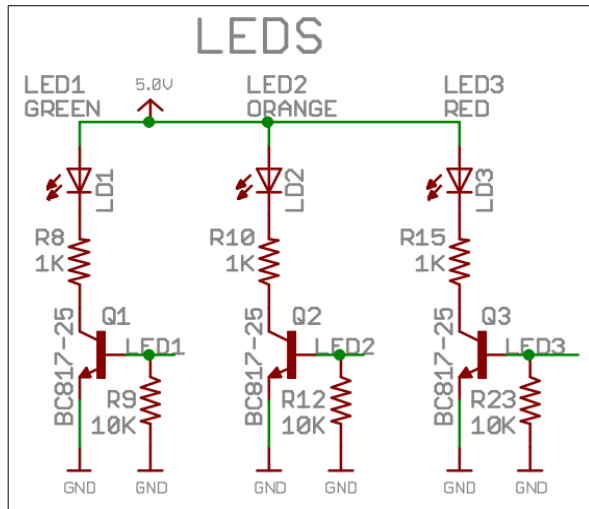 LEDS
LED1
GREEN
5.0V
LED2
ORANGE
LED3
RED
LD1
LD2
LD3
R8
1K
R10
1K
R15
1K
BC817-25
Q1
LED1
BC817-25
Q2
LED2
BC817-25
Q3
LED3
R9
10K
R12
10K
R23
10K
GND
GND
GND
GND
GND
GND